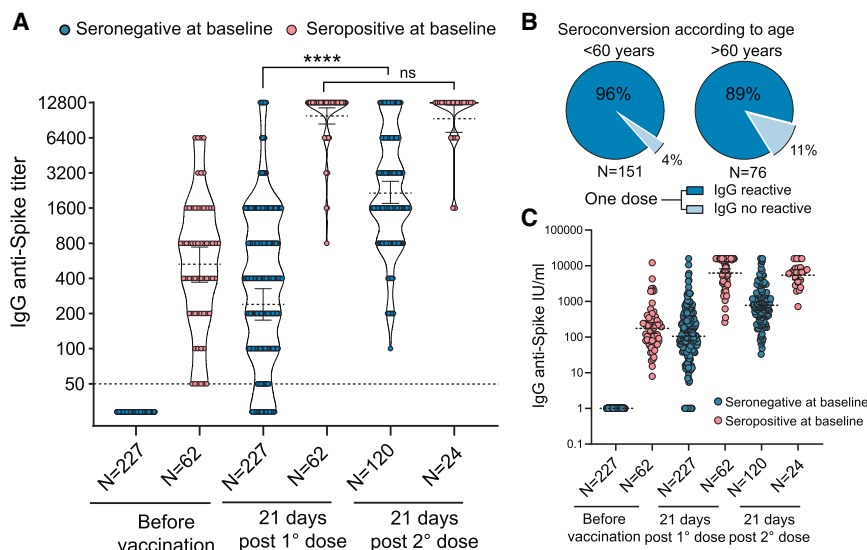 A
Seronegative at baseline
Seropositive at baseline
****
ns
IgG anti-Spike titer
12800
6400
3200
1600
800
400
200
100
50
N=227
N=62
N=227
N=62
N=120
N=24
Before
vaccination
21 days
post 1° dose
21 days
post 2° dose
B
Seroconversion according to age
<60 years
>60 years
96%
4%
89%
11%
N=151
N=76
One dose
IgG reactive
IgG no reactive
C
IgG anti-Spike IU/ml
100000
10000
1000
100
10
1
0.1
Seronegative at baseline
Seropositive at baseline
N=227
N=62
N=227
N=62
N=120
N=24
Before
vaccination
21 days
post 1° dose
21 days
post 2° dose